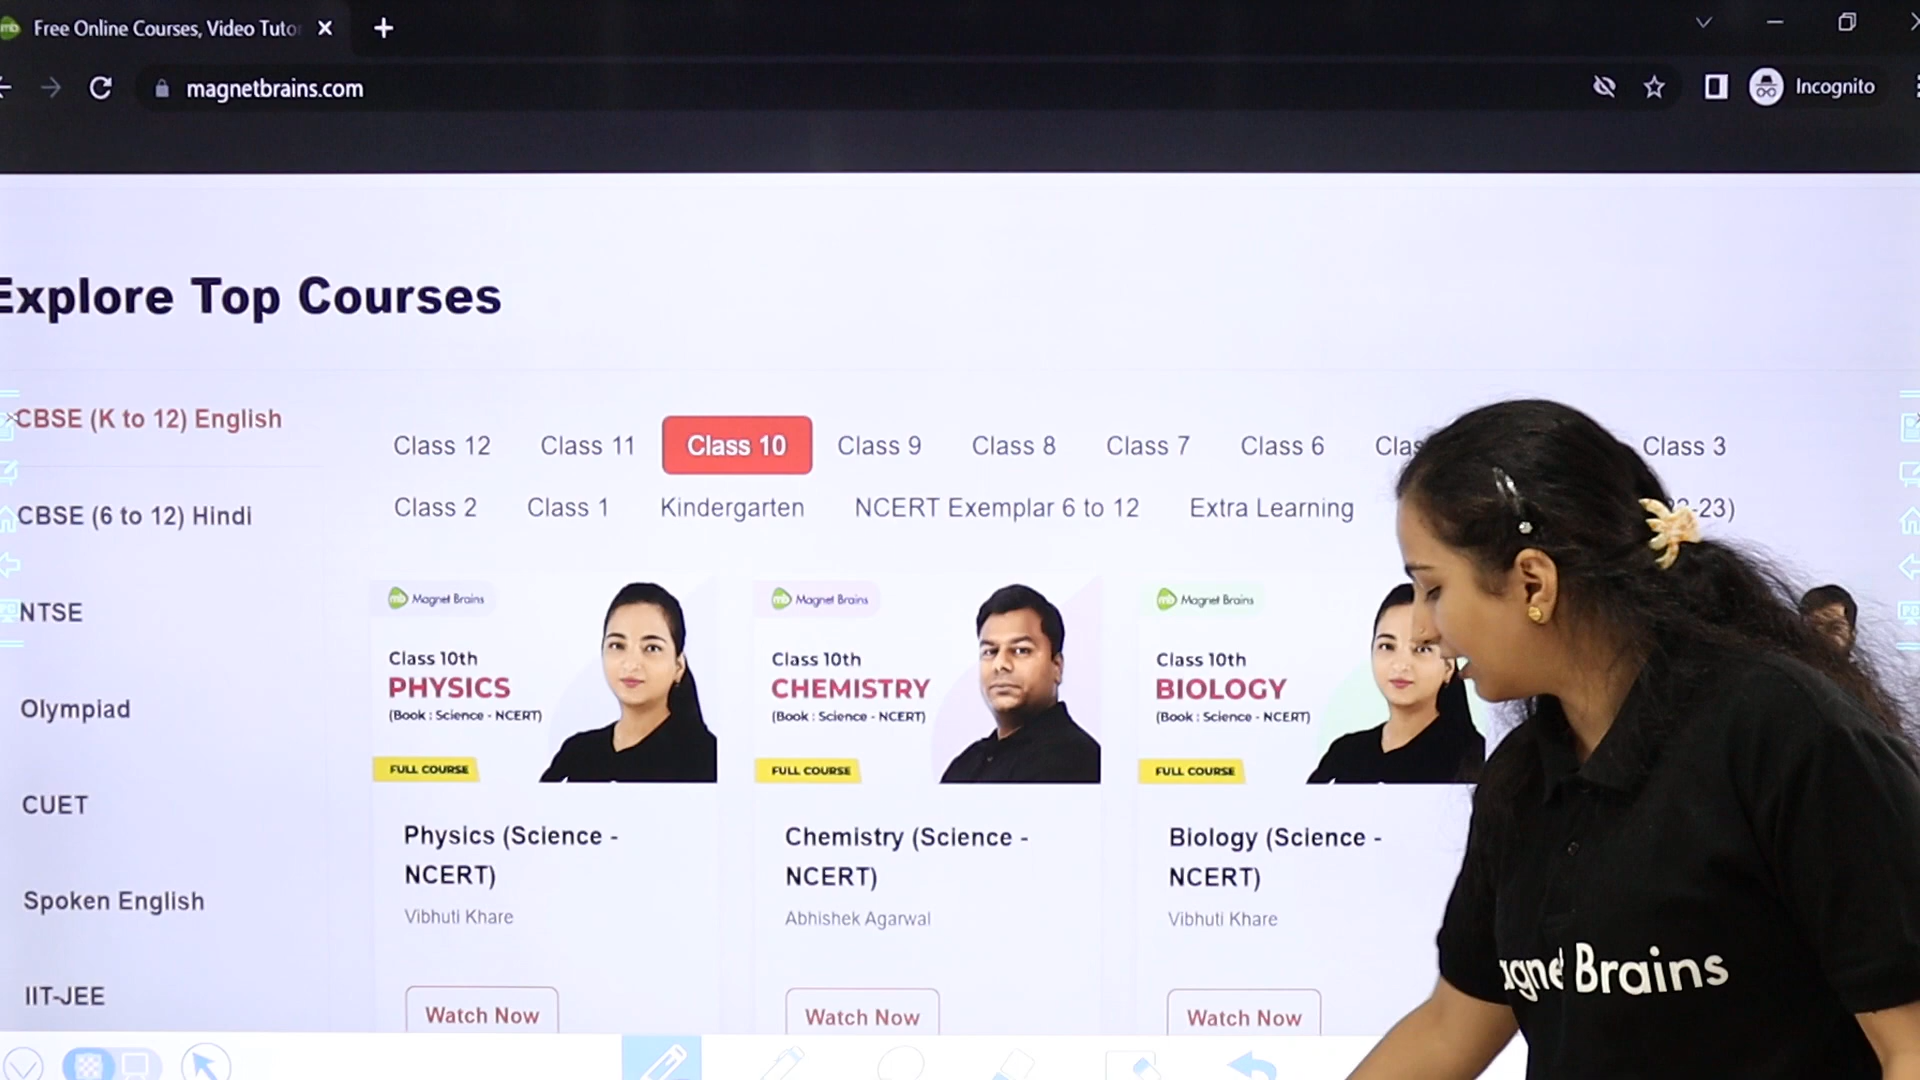 Free Online Courses, Video Tuto
magnetbrains.com
Incognito
Explore Top Courses
CBSE (K to 12) English
CBSE (6 to 12) Hindi
NTSE
Olympiad
CUET
Spoken English
IIT-JEE
Class 12 Class 11 Class 10 Class 9 Class 8 Class 7 Class 6 Class 3
Class 2 Class 1 Kindergarten NCERT Exemplar 6 to 12 Extra Learning -23)
Magnet Brains
Class 10th
PHYSICS
(Book : Science - NCERT)
FULL COURSE
Physics (Science -
NCERT)
Vibhuti Khare
Watch Now
Magnet Brains
Class 10th
CHEMISTRY
(Book : Science - NCERT)
FULL COURSE
Chemistry (Science -
NCERT)
Abhishek Agarwal
Watch Now
Magnet Brains
Class 10th
BIOLOGY
(Book : Science - NCERT)
FULL COURSE
Biology (Science -
NCERT)
Vibhuti Khare
Watch Now
agnet Brains